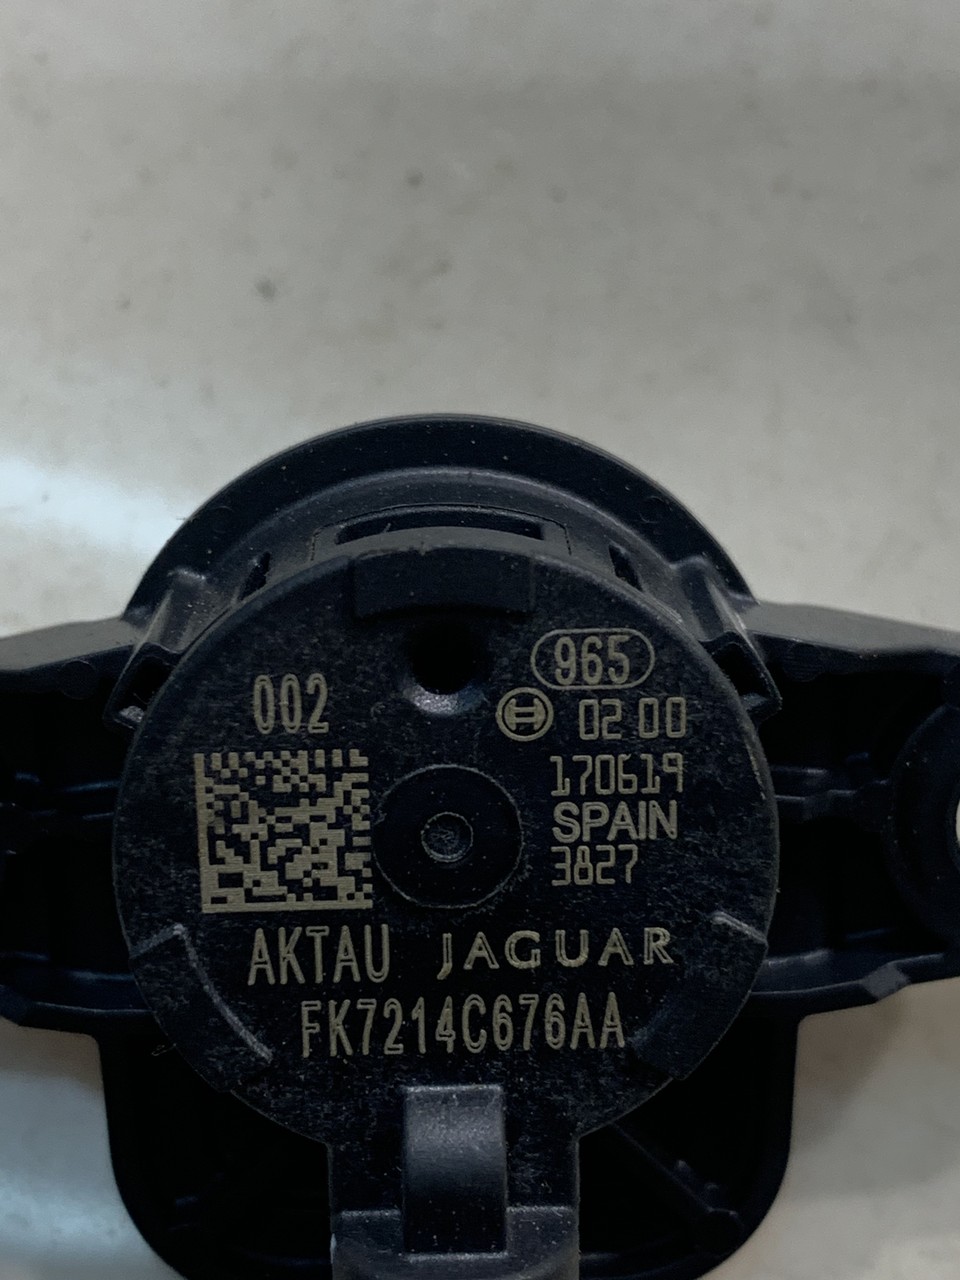 965
002
02 00
170619
SPAIN
3827
AKTAU JAGUAR
FK7214C676AA